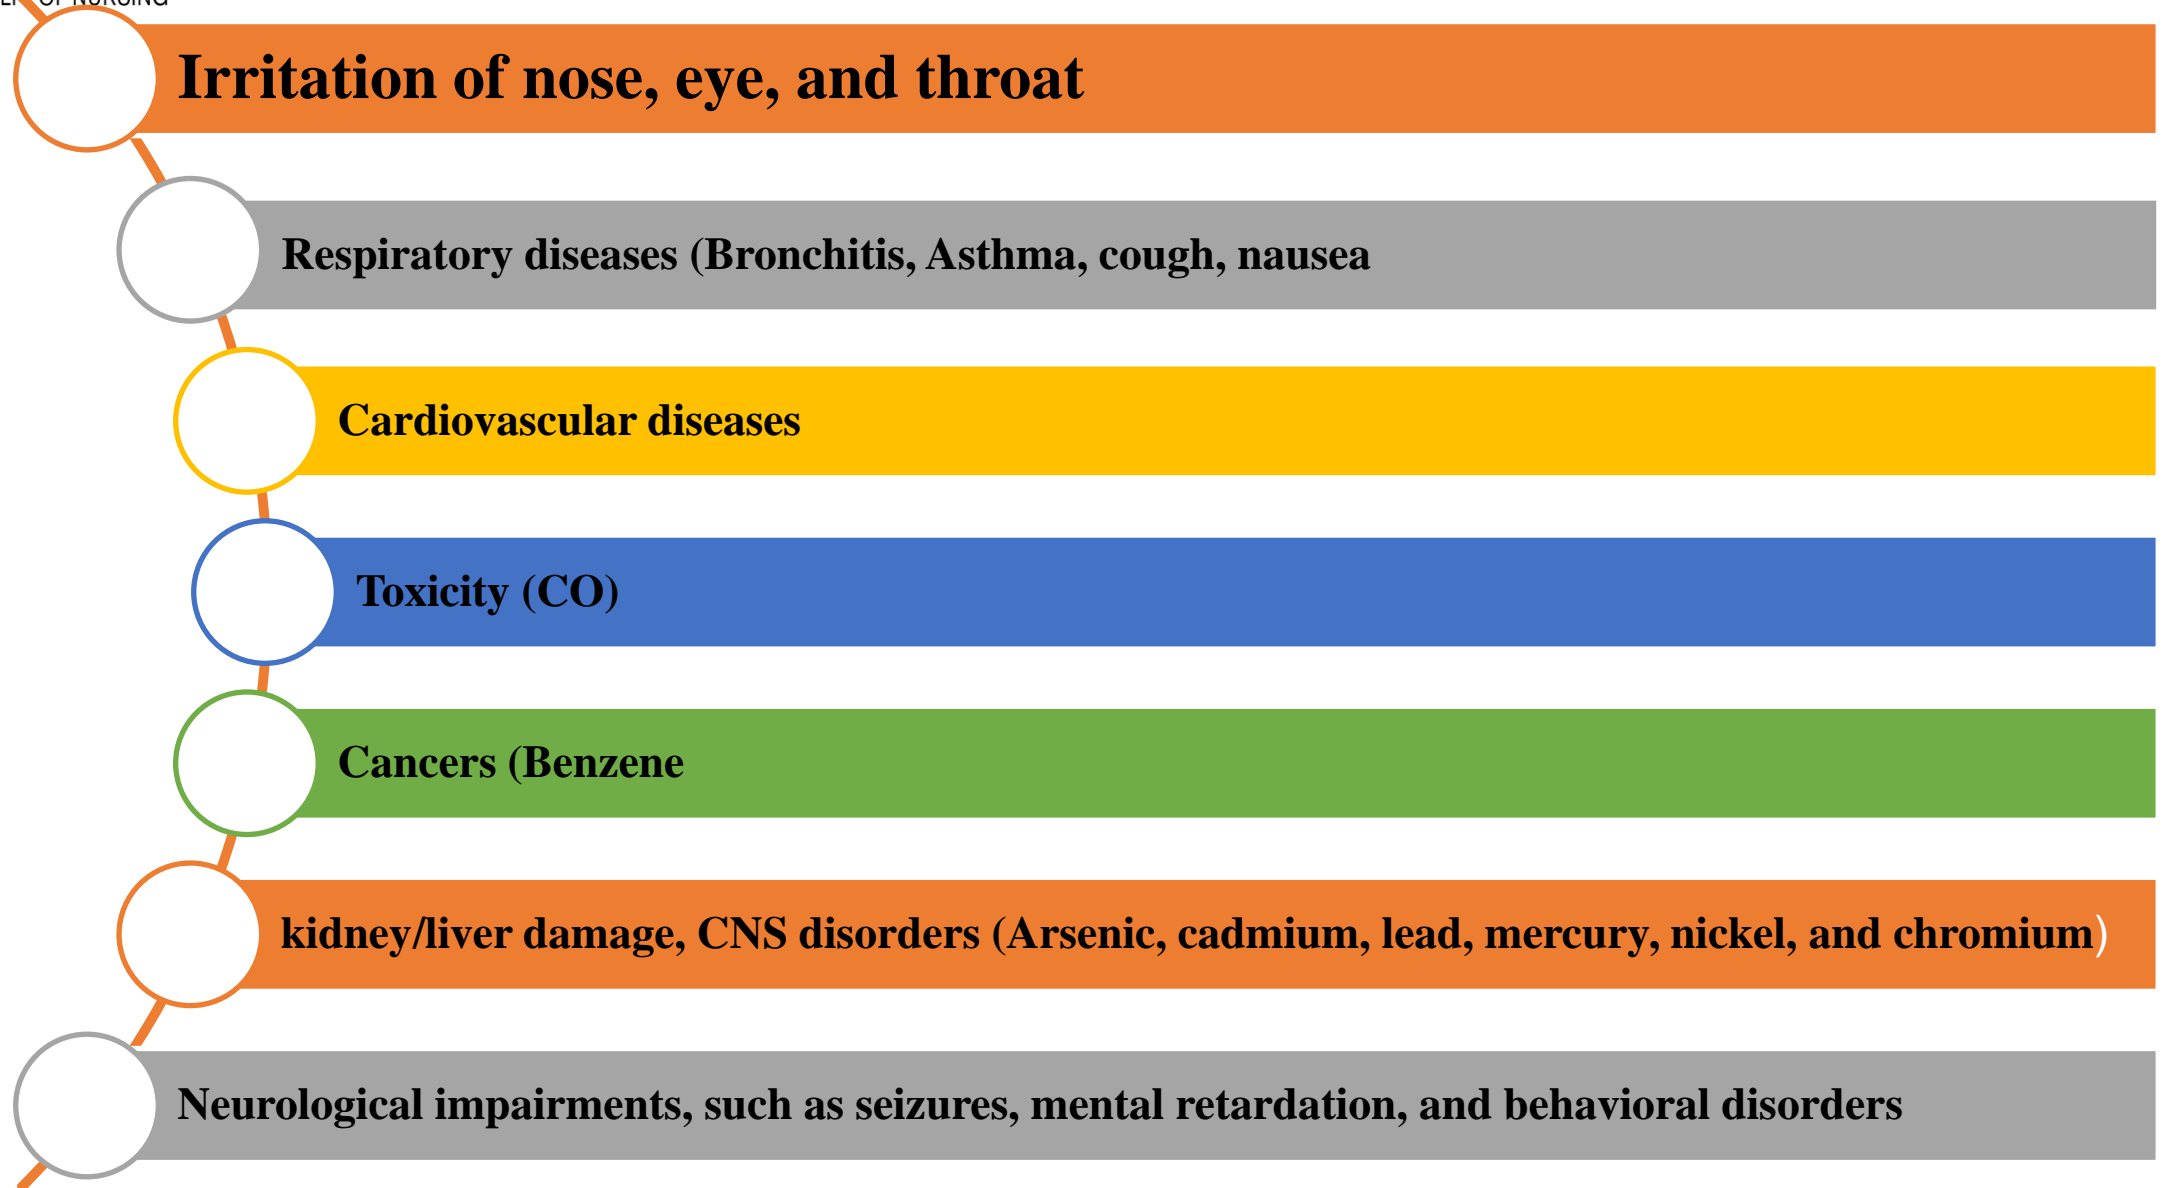 OF NURSING
Irritation of nose, eye, and throat
Respiratory diseases (Bronchitis, Asthma, cough, nausea
Cardiovascular diseases
Toxicity (CO)
Cancers (Benzene
kidney/liver damage, CNS disorders (Arsenic, cadmium, lead, mercury, nickel, and chromium)
Neurological impairments, such as seizures, mental retardation, and behavioral disorders